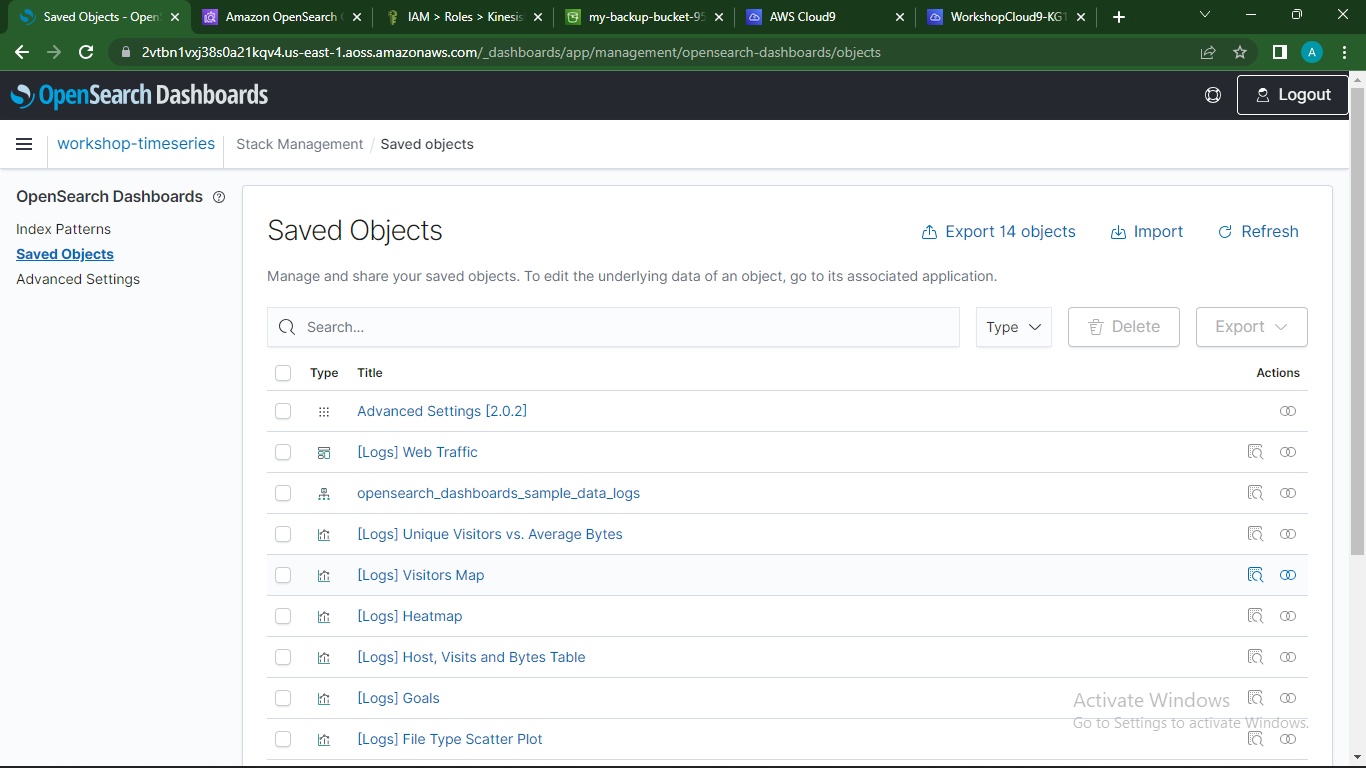 Saved Objects - Open
Amazon OpenSearch
IAM > Roles > Kinesis
my-backup-bucket-95
AWS Cloud9
WorkshopCloud9-KG1
2vtbn1vxj38s0a21kqv4.us-east-1.aoss.amazonaws.com/_dashboards/app/management/opensearch-dashboards/objects
A
OpenSearch Dashboards
Logout
workshop-timeseries
Stack Management / Saved objects
OpenSearch Dashboards
Index Patterns
Saved Objects
Advanced Settings
Saved Objects
Export 14 objects
Import
Refresh
Manage and share your saved objects. To edit the underlying data of an object, go to its associated application.
Search...
Type
Delete
Export
Type Title Actions
Advanced Settings [2.0.2]
[Logs] Web Traffic
opensearch_dashboards_sample_data_logs
[Logs] Unique Visitors vs. Average Bytes
[Logs] Visitors Map
[Logs] Heatmap
[Logs] Host, Visits and Bytes Table
[Logs] Goals
[Logs] File Type Scatter Plot
Activate Windows
Go to Settings to activate Windows.